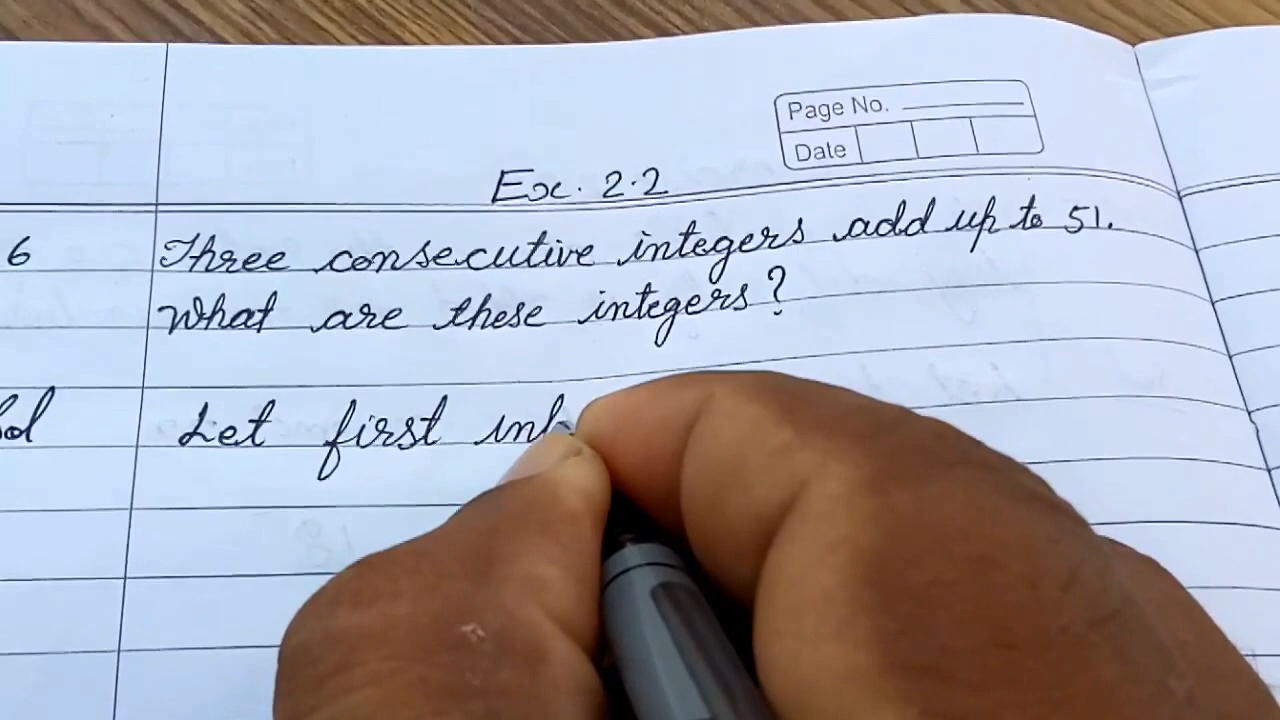 Page No.
Date
Ex. 2.2
6 Three consecutive integers add up to 51.
What are these integers?
Let first